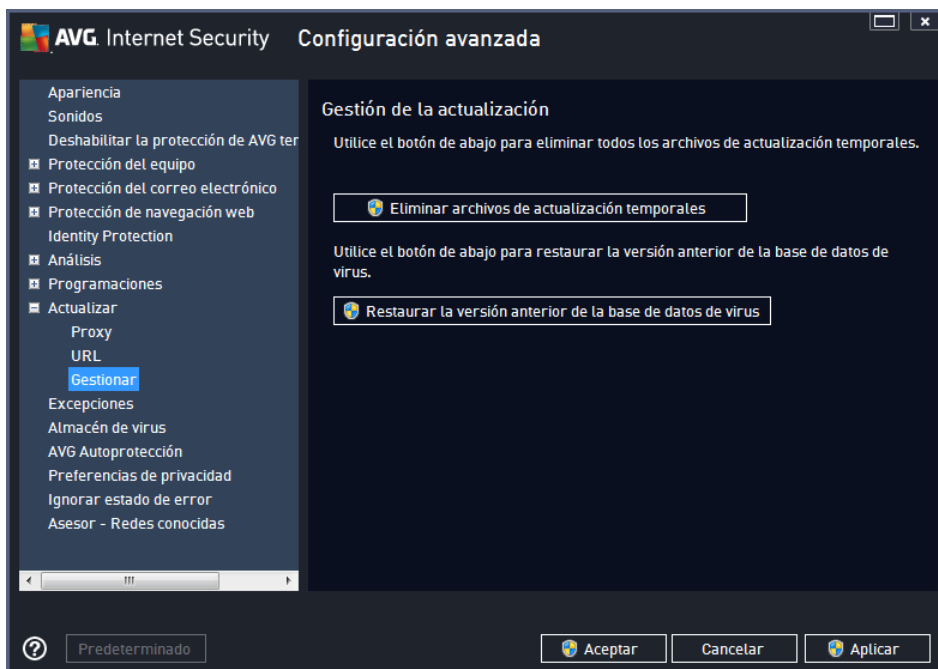 AVG. Internet Security Configuración avanzada
Apariencia
Sonidos
Deshabilitar la protección de AVG ter
Protección del equipo
Protección del correo electrónico
Protección de navegación web
Identity Protection
Análisis
Programaciones
Actualizar
Proxy
URL
Gestionar
Excepciones
Almacén de virus
AVG Autoprotección
Preferencias de privacidad
Ignorar estado de error
Asesor - Redes conocidas
Gestión de la actualización
Utilice el botón de abajo para eliminar todos los archivos de actualización temporales.
Eliminar archivos de actualización temporales
Utilice el botón de abajo para restaurar la versión anterior de la base de datos de
virus.
Restaurar la versión anterior de la base de datos de virus
Predeterminado
Aceptar
Cancelar
Aplicar